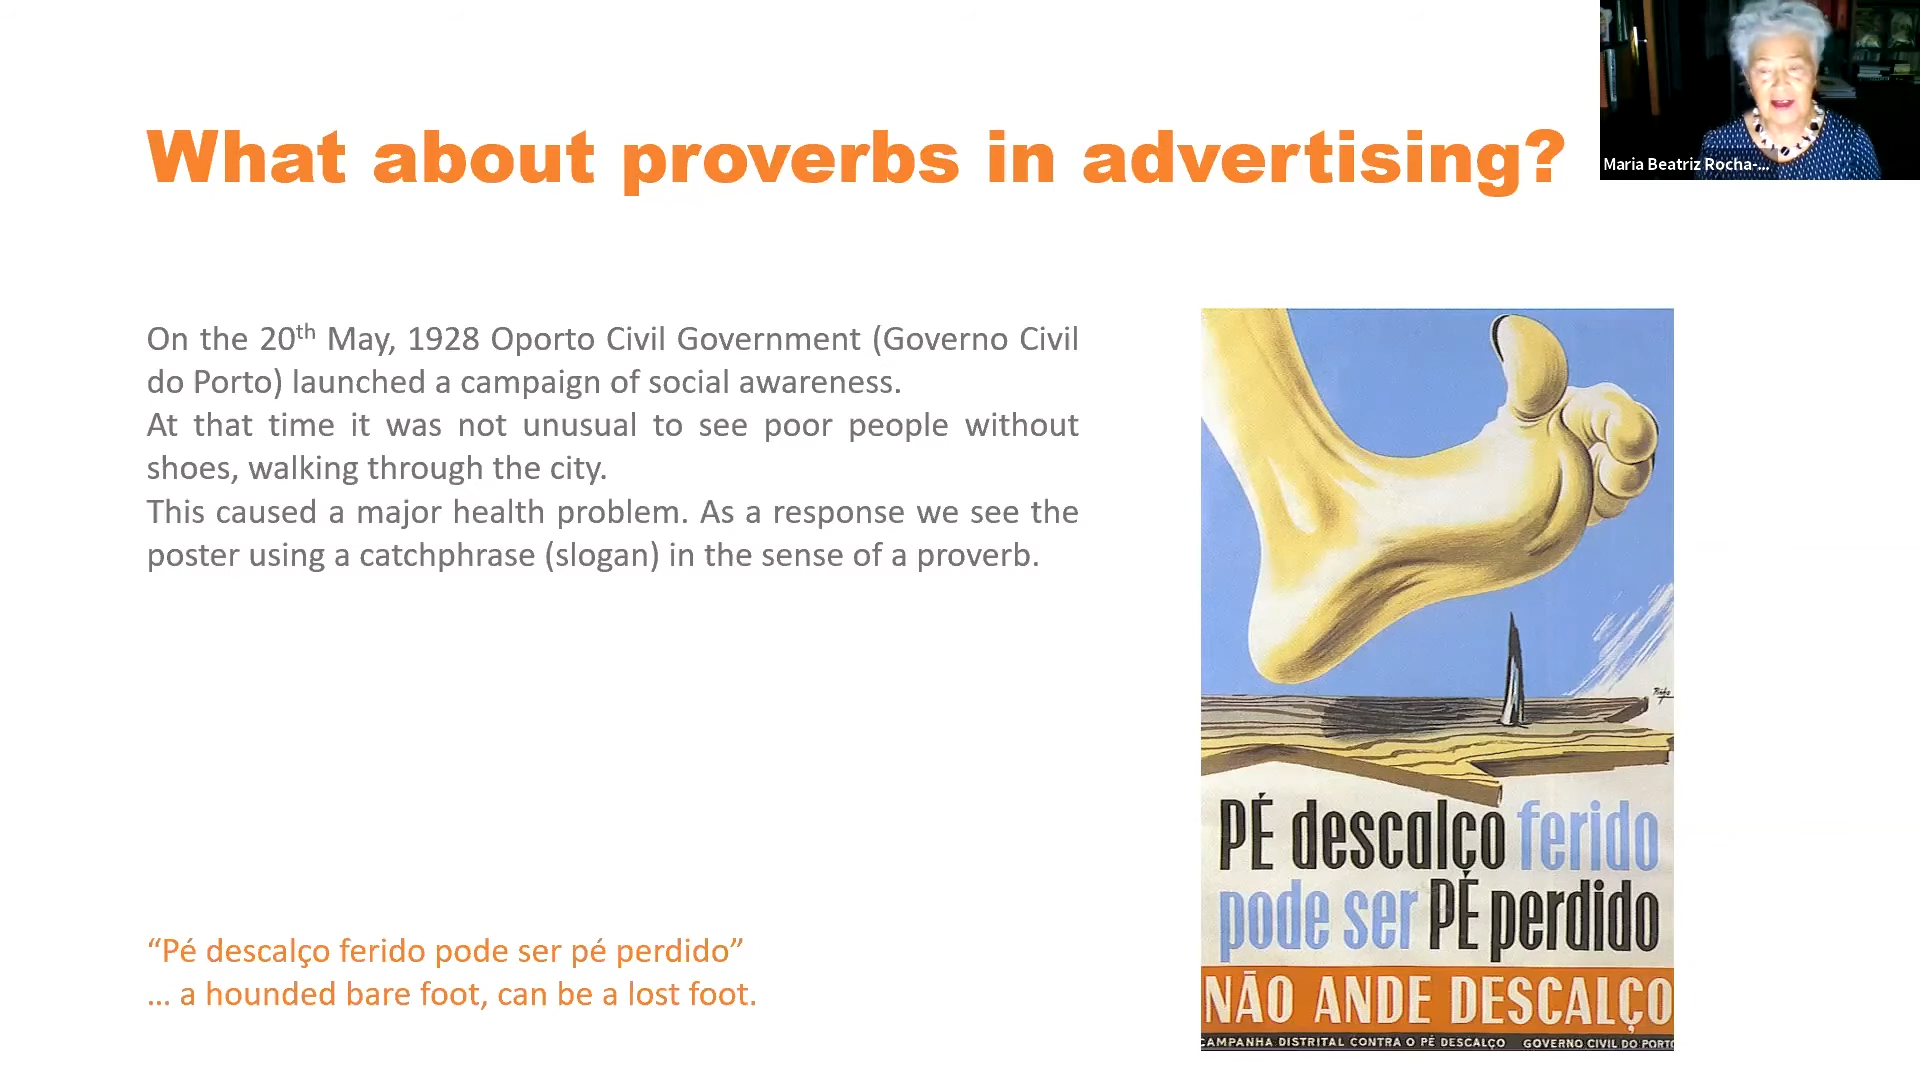 What about proverbs in advertising?
Maria Beatriz Rocha-...
On the 20th May, 1928 Oporto Civil Government (Governo Civil
do Porto) launched a campaign of social awareness.
At that time it was not unusual to see poor people without
shoes, walking through the city.
This caused a major health problem. As a response we see the
poster using a catchphrase (slogan) in the sense of a proverb.
“Pé descalço ferido pode ser pé perdido”
... a hounded bare foot, can be a lost foot.
PÉ descalço ferido
pode ser PÉ perdido
NÃO ANDE DESCALÇO
CAMPANHA DISTRITAL CONTRA O PÉ DESCALÇO GOVERNO CIVIL DO PORTO